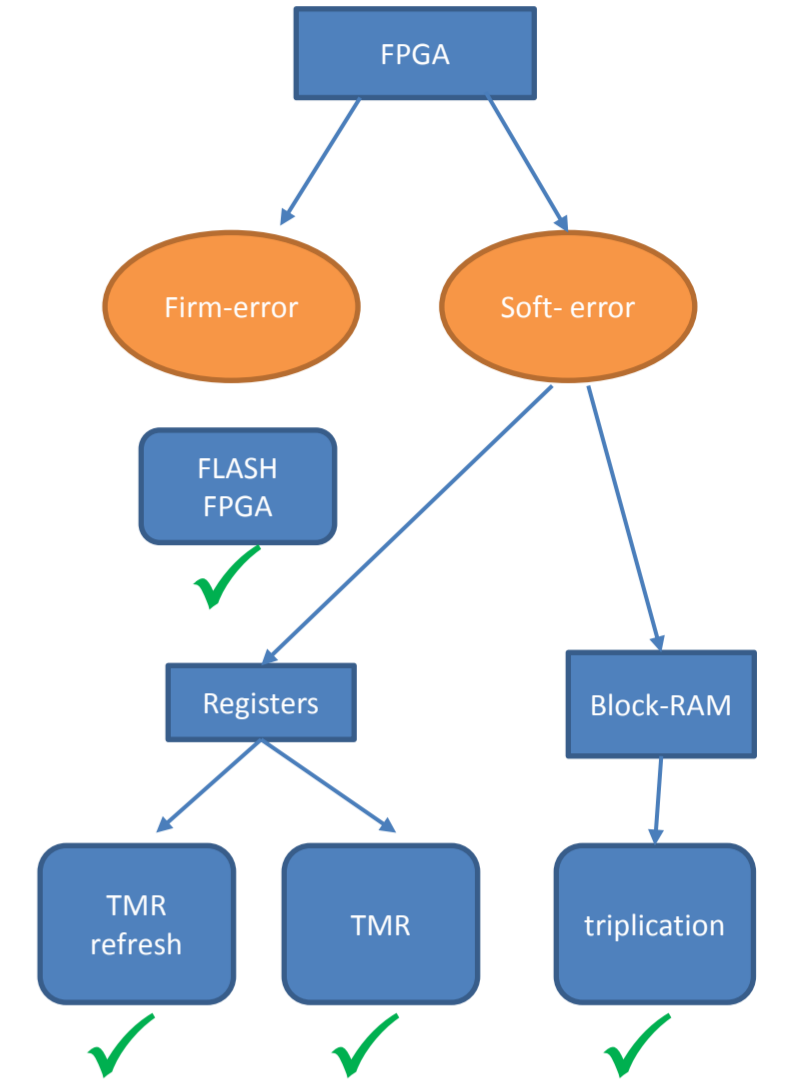 FPGA
Firm-error
Soft- error
FLASH
FPGA
Registers
Block-RAM
TMR
refresh
TMR
triplication